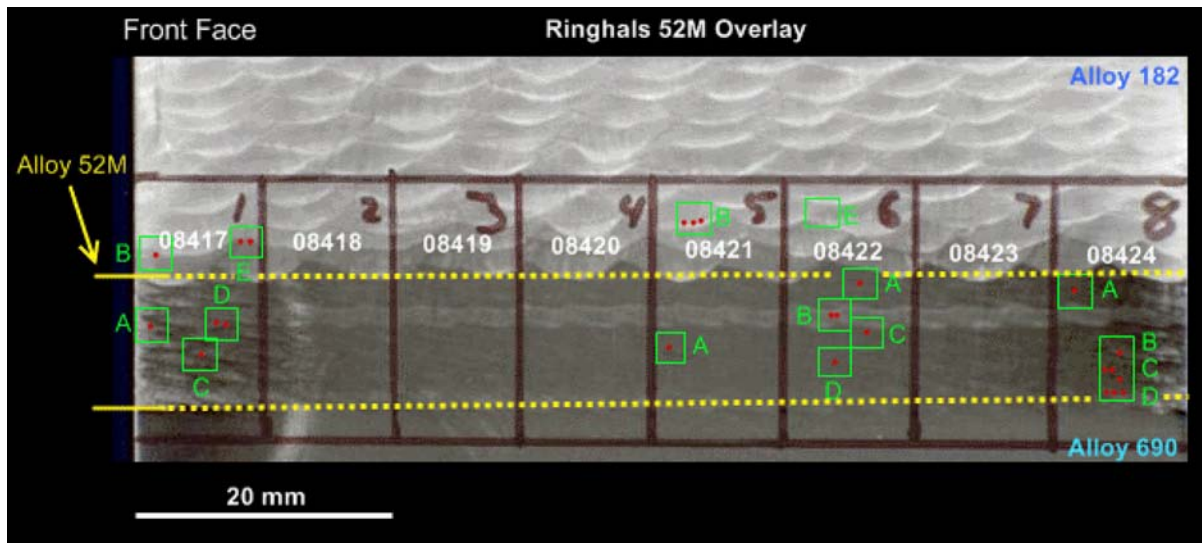 Front Face
Ringhals 52M Overlay
Alloy 182
Alloy 52M
1 2 3 4 5 6 7 8
B 08417 E 08418 08419 08420 B 08421 E 08422 08423 08424
D A A
A B B
C A C C
D D
Alloy 690
20 mm